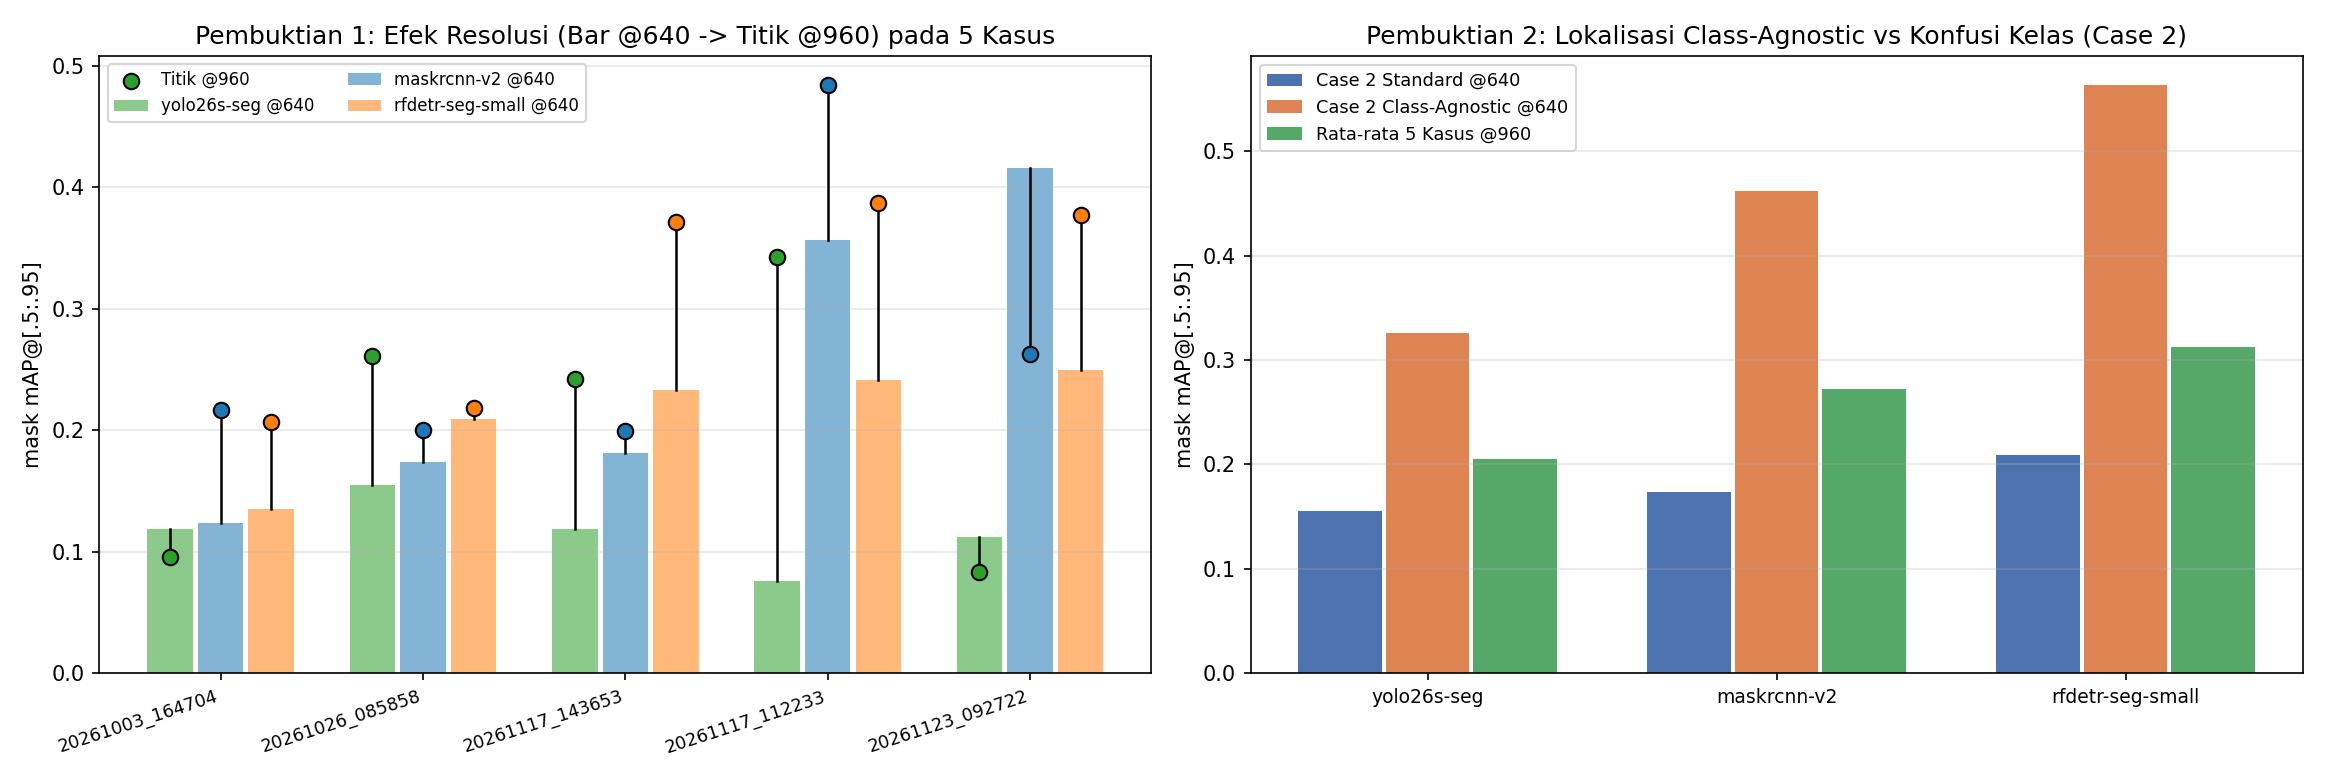 Pembuktian 1: Efek Resolusi (Bar @640 -> Titik @960) pada 5 Kasus
mask mAP@[.5:.95]
0.5
0.4
0.3
0.2
0.1
0.0
Titik @960
yolo26s-seg @640
maskrcnn-v2 @640
rfdetr-seg-small @640
20261003_164704
20261026_085858
20261117_143653
20261117_112233
20261123_092722
Pembuktian 2: Lokalisasi Class-Agnostic vs Konfusi Kelas (Case 2)
mask mAP@[.5:.95]
0.5
0.4
0.3
0.2
0.1
0.0
Case 2 Standard @640
Case 2 Class-Agnostic @640
Rata-rata 5 Kasus @960
yolo26s-seg
maskrcnn-v2
rfdetr-seg-small